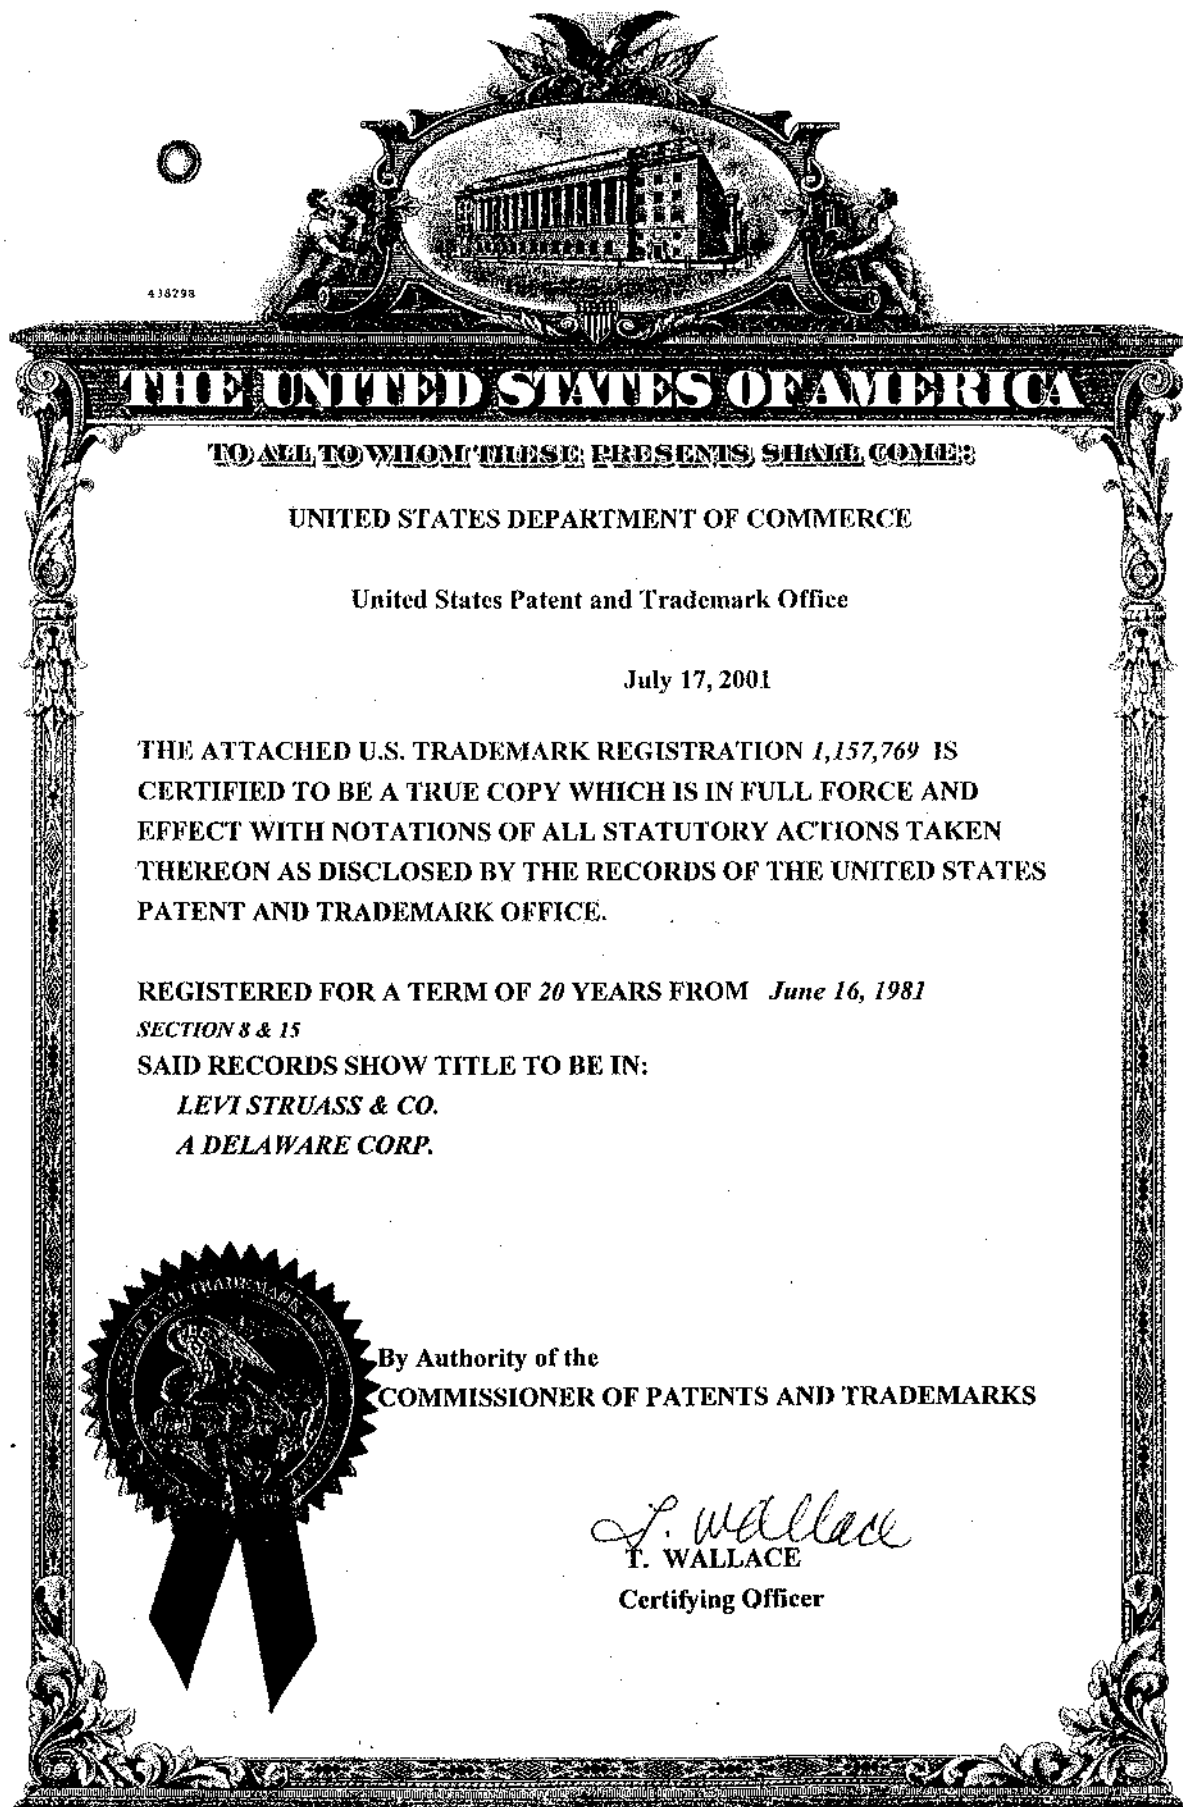 438298
THE UNITED STATES OF AMERICA
TO ALL TO WHOM THESE PRESENTS SHALL COME:
UNITED STATES DEPARTMENT OF COMMERCE
United States Patent and Trademark Office
July 17, 2001
THE ATTACHED U.S. TRADEMARK REGISTRATION 1,157,769 IS
CERTIFIED TO BE A TRUE COPY WHICH IS IN FULL FORCE AND
EFFECT WITH NOTATIONS OF ALL STATUTORY ACTIONS TAKEN
THEREON AS DISCLOSED BY THE RECORDS OF THE UNITED STATES
PATENT AND TRADEMARK OFFICE.
REGISTERED FOR A TERM OF 20 YEARS FROM June 16, 1981
SECTION 8 & 15
SAID RECORDS SHOW TITLE TO BE IN:
LEVI STRUASS & CO.
A DELAWARE CORP.
AND TRADEMARK
By Authority of the
COMMISSIONER OF PATENTS AND TRADEMARKS
T. Wallace
T. WALLACE
Certifying Officer